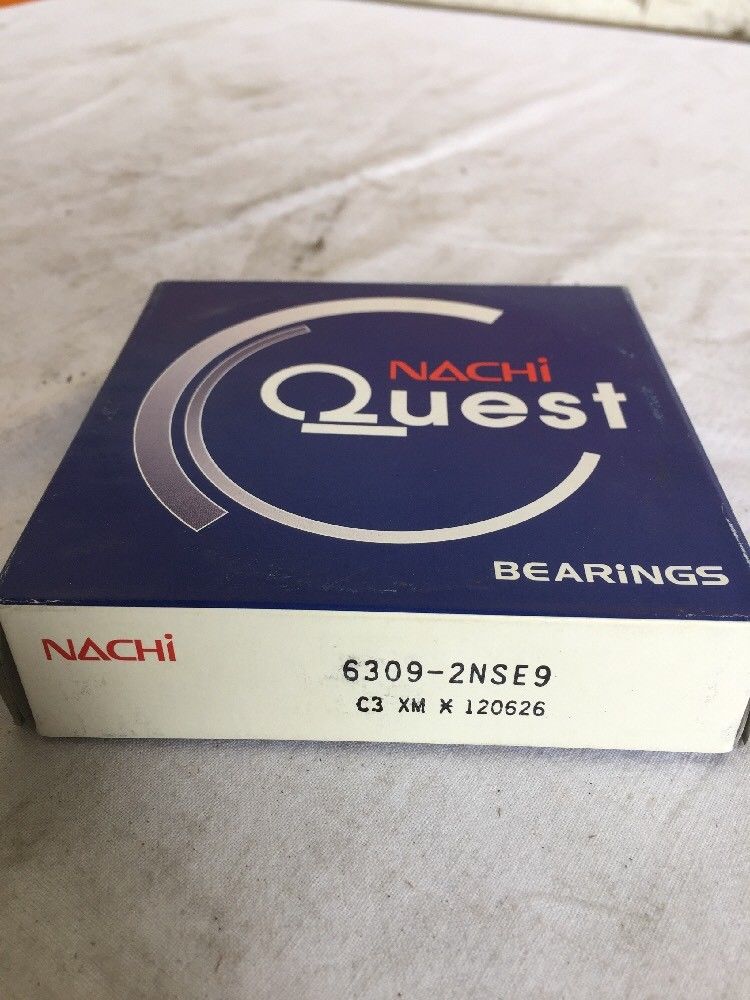 NACHi
Quest
BEARiNGS
NACHi
6309-2NSE9
C3 XM ⚹ 120626